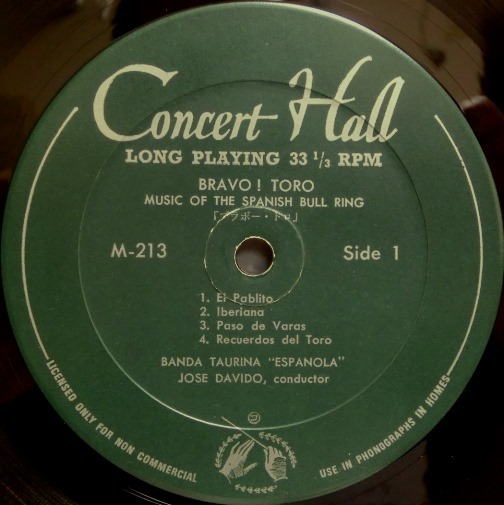 Concert Hall
LONG PLAYING 33 1/3 RPM
BRAVO! TORO
MUSIC OF THE SPANISH BULL RING
「ブラボー・トロ」
M-213
Side 1
1. El Pablito
2. Iberiana
3. Paso de Varas
4. Recuerdos del Toro
BANDA TAURINA "ESPANOLA"
JOSE DAVIDO, conductor
LICENSED ONLY FOR NON COMMERCIAL
USE IN PHONOGRAPHS IN HOMES